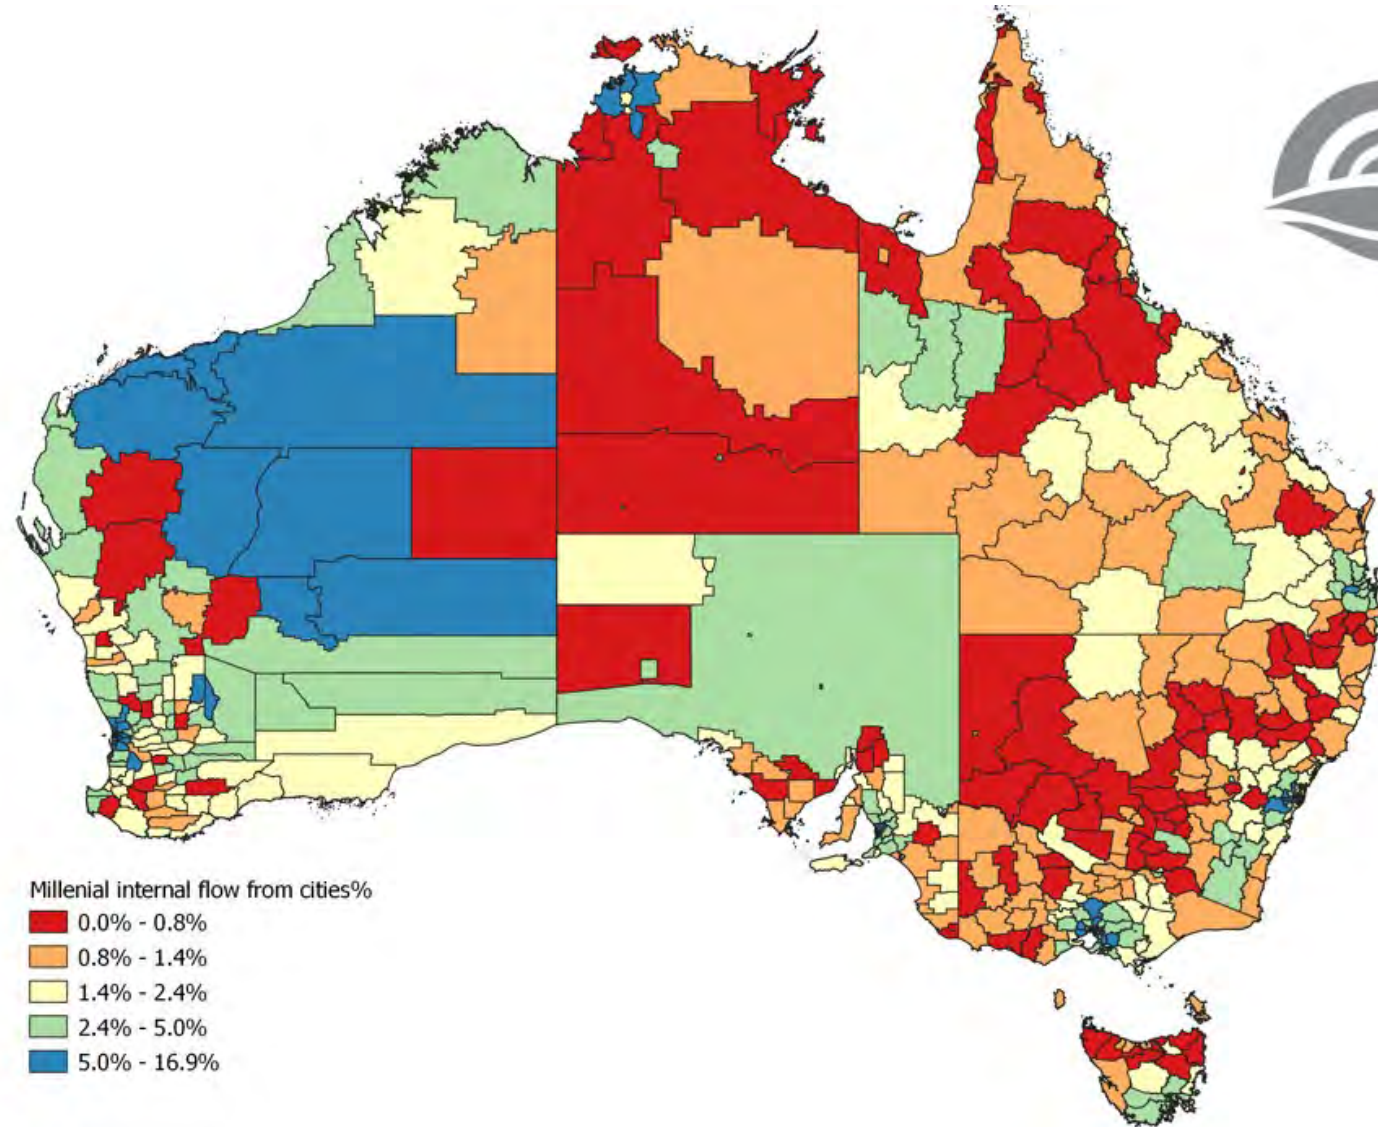 Millenial internal flow from cities%
0.0% - 0.8%
0.8% - 1.4%
1.4% - 2.4%
2.4% - 5.0%
5.0% - 16.9%